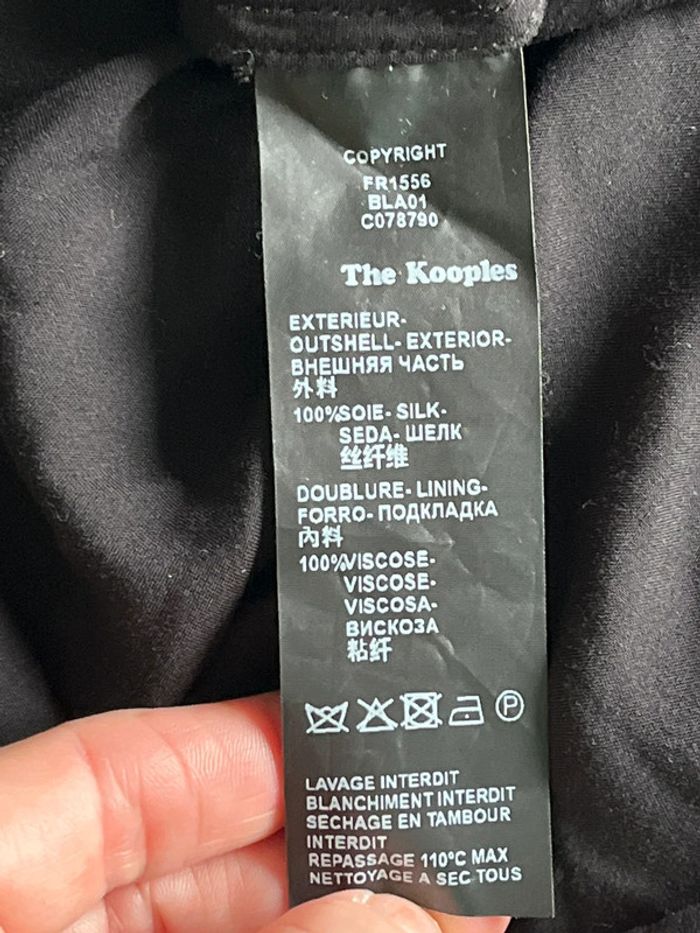 COPYRIGHT
FR1556
BLA01
C078790
The Kooples
EXTERIEUR-
OUTSHELL- EXTERIOR-
ВНЕШНЯЯ ЧАСТЬ
外料
100%SOIE- SILK-
SEDA- ШЕЛК
丝纤维
DOUBLURE- LINING-
FORRO- ПОДКЛАДКА
內料
100%VISCOSE-
VISCOSE-
VISCOSA-
ВИСКОЗА
粘纤
P
LAVAGE INTERDIT
BLANCHIMENT INTERDIT
SECHAGE EN TAMBOUR
INTERDIT
REPASSAGE 110°C MAX
NETTOYAGE A SEC TOUS